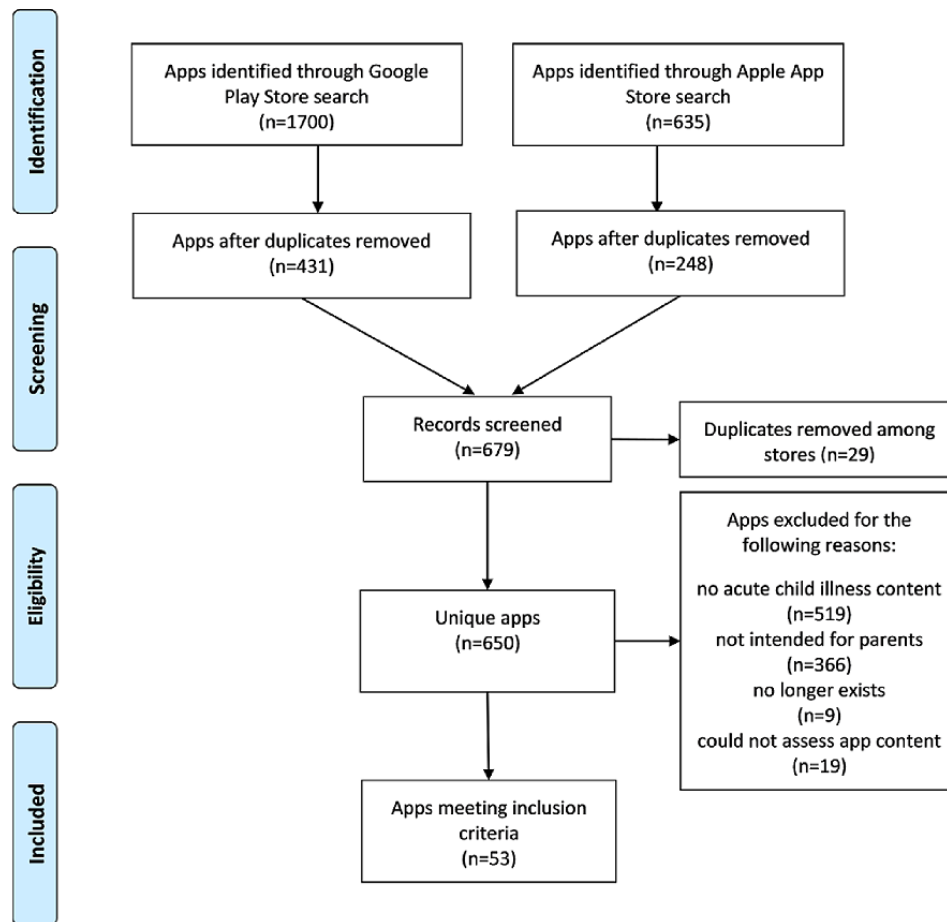 Identification
Apps identified through Google
Play Store search
(n=1700)
Apps identified through Apple App
Store search
(n=635)
Apps after duplicates removed
(n=431)
Apps after duplicates removed
(n=248)
Screening
Records screened
(n=679)
Duplicates removed among
stores (n=29)
Eligibility
Unique apps
(n=650)
Apps excluded for the
following reasons:
no acute child illness content
(n=519)
not intended for parents
(n=366)
no longer exists
(n=9)
could not assess app content
(n=19)
Included
Apps meeting inclusion
criteria
(n=53)